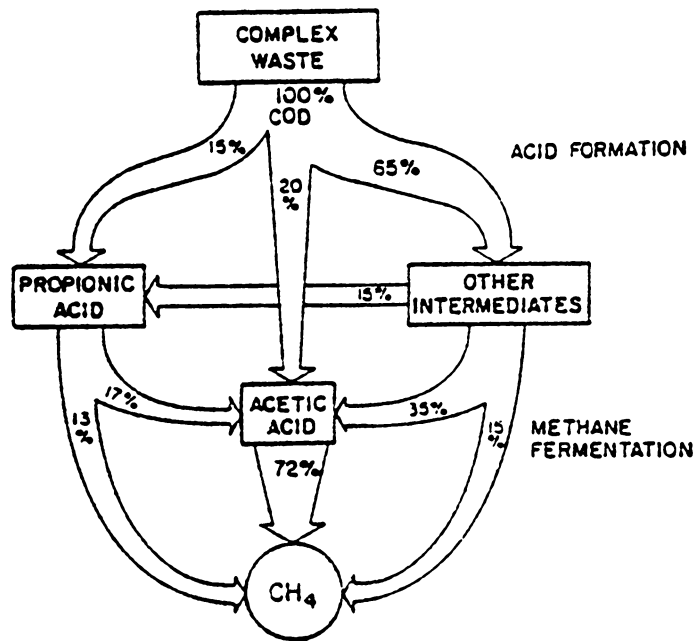 COMPLEX
WASTE
100%
COD
15%
20
%
65%
ACID FORMATION
PROPIONIC
ACID
15%
OTHER
INTERMEDIATES
17%
ACETIC
ACID
35%
13
%
15
%
METHANE
FERMENTATION
72%
CH₄